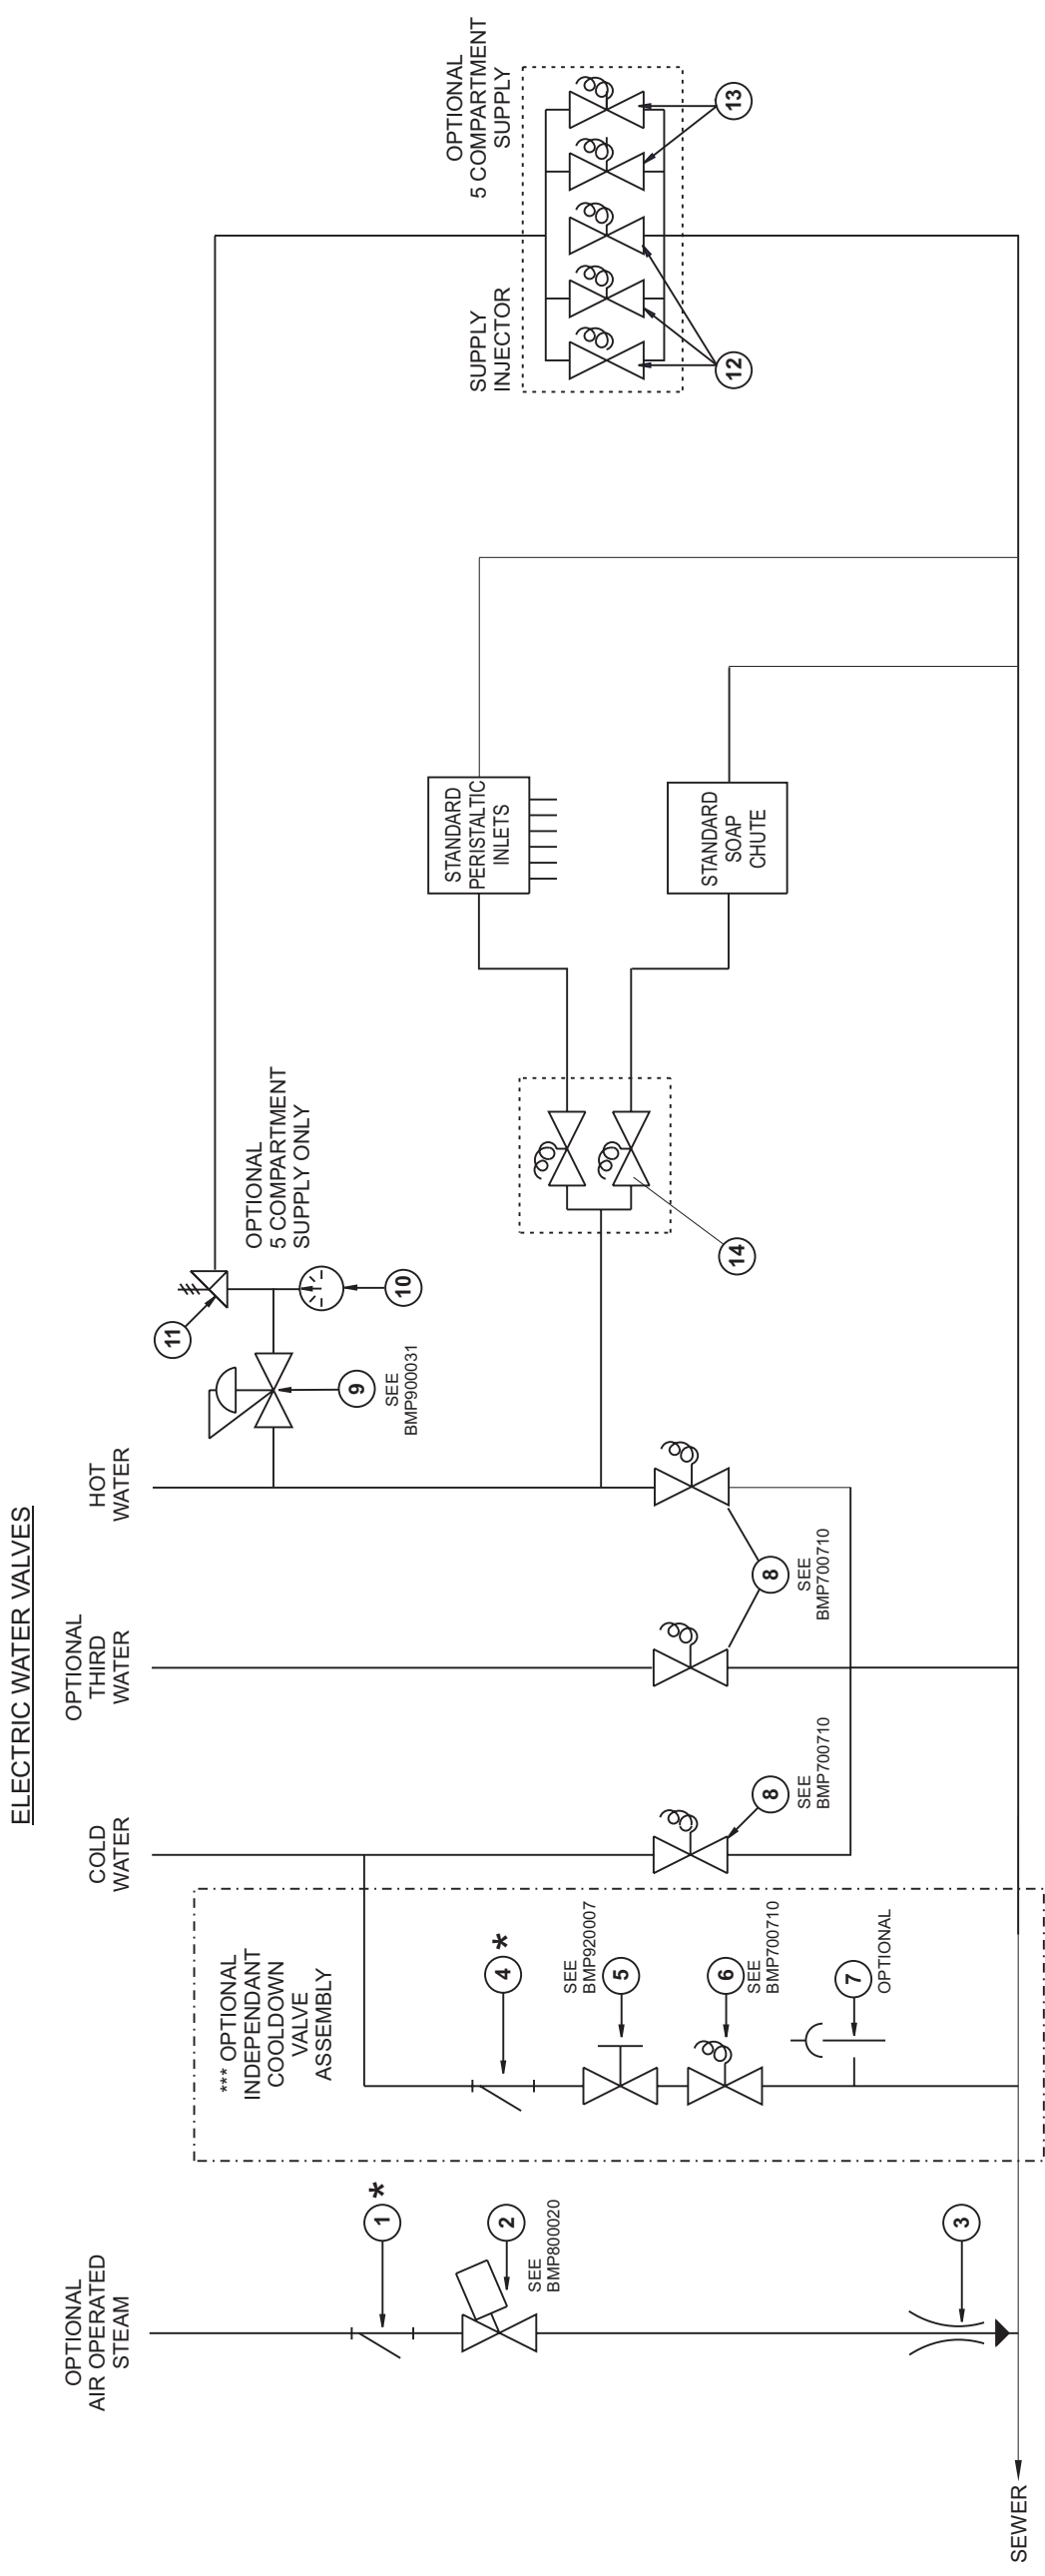 ELECTRIC WATER VALVES
OPTIONAL
AIR OPERATED
STEAM
COLD
WATER
OPTIONAL
THIRD
WATER
HOT
WATER
1
*
2
SEE
BMP800020
3
*** OPTIONAL
INDEPENDANT
COOLDOWN
VALVE
ASSEMBLY
4
*
SEE
BMP920007
5
6
SEE
BMP700710
7
OPTIONAL
8
SEE
BMP700710
8
SEE
BMP700710
9
SEE
BMP900031
10
11
OPTIONAL
5 COMPARTMENT
SUPPLY ONLY
14
STANDARD
PERISTALTIC
INLETS
STANDARD
SOAP
CHUTE
SUPPLY
INJECTOR
OPTIONAL
5 COMPARTMENT
SUPPLY
12
13
SEWER